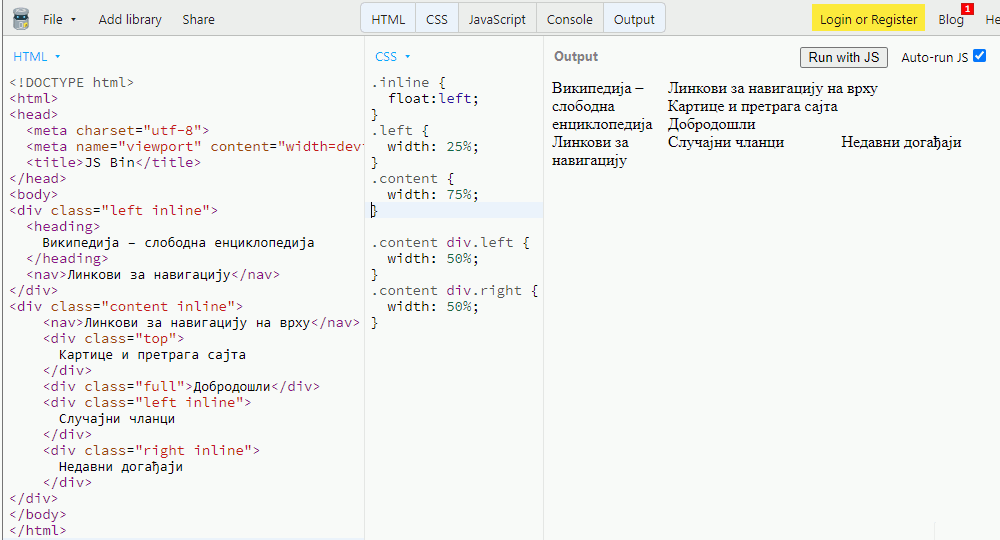 File Add library Share HTML CSS JavaScript Console Output Login or Register Blog 1 He
HTML
<!DOCTYPE html>
<html>
<head>
<meta charset="utf-8">
<meta name="viewport" content="width=dev
<title>JS Bin</title>
</head>
<body>
<div class="left inline">
<heading>
Википедија – слободна енциклопедија
</heading>
<nav>Линкови за навигацију</nav>
</div>
<div class="content inline">
<nav>Линкови за навигацију на врху</nav>
<div class="top">
Картице и претрага сајта
</div>
<div class="full">Добродошли</div>
<div class="left inline">
Случајни чланци
</div>
<div class="right inline">
Недавни догађаји
</div>
</div>
</body>
</html>
CSS
.inline {
float:left;
}
.left {
width: 25%;
}
.content {
width: 75%;
}
.content div.left {
width: 50%;
}
.content div.right {
width: 50%;
}
Output Run with JS Auto-run JS
Википедија –
слободна
енциклопедија
Линкови за
навигацију
Линкови за навигацију на врху
Картице и претрага сајта
Добродошли
Случајни чланци Недавни догађаји